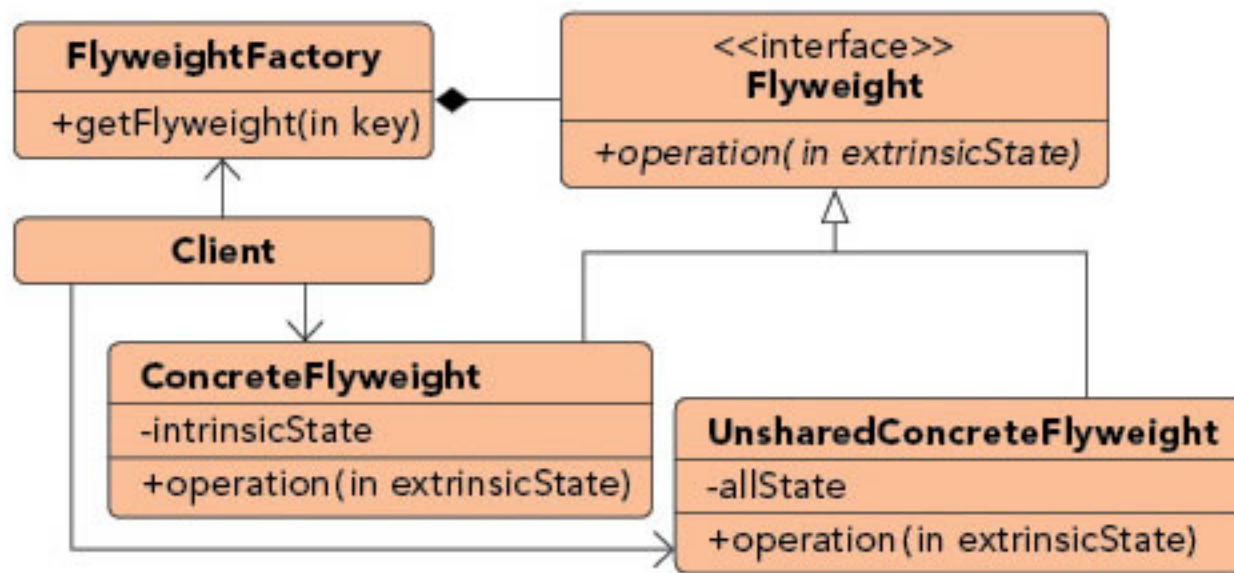 FlyweightFactory
+getFlyweight(in key)
<<interface>>
Flyweight
+operation( in extrinsicState)
Client
ConcreteFlyweight
-intrinsicState
+operation(in extrinsicState)
UnsharedConcreteFlyweight
-allState
+operation(in extrinsicState)